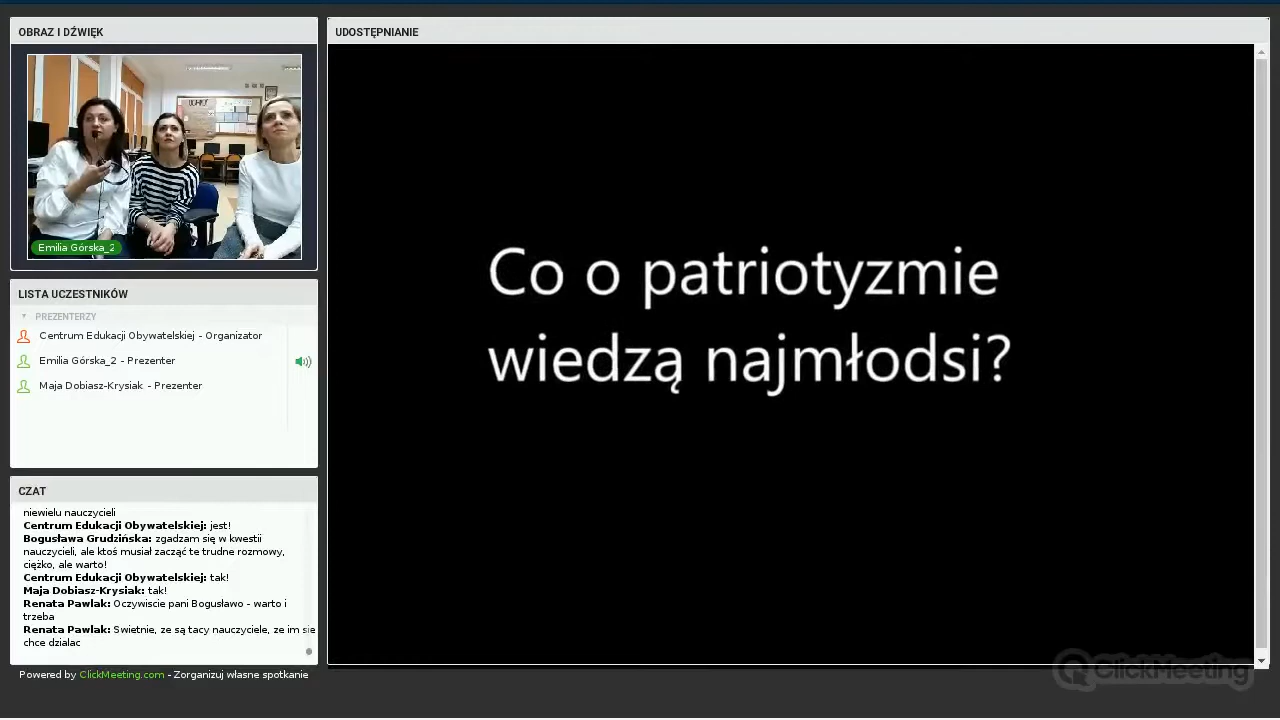 OBRAZ I DŹWIĘK
Emilia Górska_2
LISTA UCZESTNIKÓW
PREZENTERZY
Centrum Edukacji Obywatelskiej - Organizator
Emilia Górska_2 - Prezenter
Maja Dobiasz-Krysiak - Prezenter
CZAT
niewielu nauczycieli
Centrum Edukacji Obywatelskiej: jest!
Bogusława Grudzińska: zgadzam się w kwestii
nauczycieli, ale ktoś musiał zacząć te trudne rozmowy,
ciężko, ale warto!
Centrum Edukacji Obywatelskiej: tak!
Maja Dobiasz-Krysiak: tak!
Renata Pawlak: Oczywiscie pani Bogusławo - warto i
trzeba
Renata Pawlak: Swietnie, ze są tacy nauczyciele, ze im sie
chce dzialac
Powered by ClickMeeting.com - Zorganizuj własne spotkanie
UDOSTĘPNIANIE
Co o patriotyzmie
wiedzą najmłodsi?
ClickMeeting